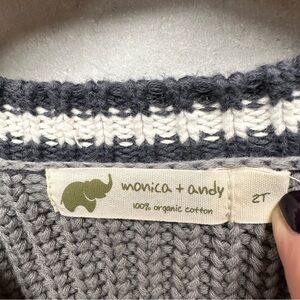 monica + andy
100% organic cotton
2T